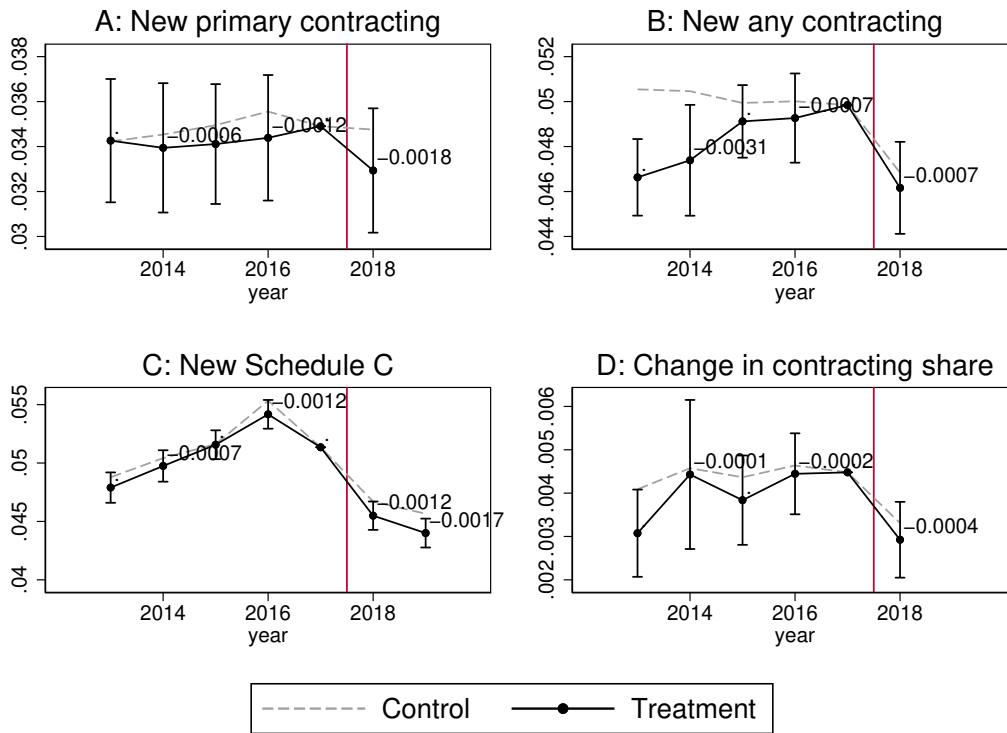 A: New primary contracting
B: New any contracting
.038
.036
.034
.032
.03
−0.0006
−0.0012
−0.0018
2014 2016 2018
year
.052
.05
.048
.046
.044
−0.0031
−0.0007
−0.0007
2014 2016 2018
year
C: New Schedule C
D: Change in contracting share
.055
.05
.045
.04
−0.0007
−0.0012
−0.0012
−0.0017
2014 2016 2018
year
.006
.005
.004
.003
.002
−0.0001
−0.0002
−0.0004
2014 2016 2018
year
Control Treatment